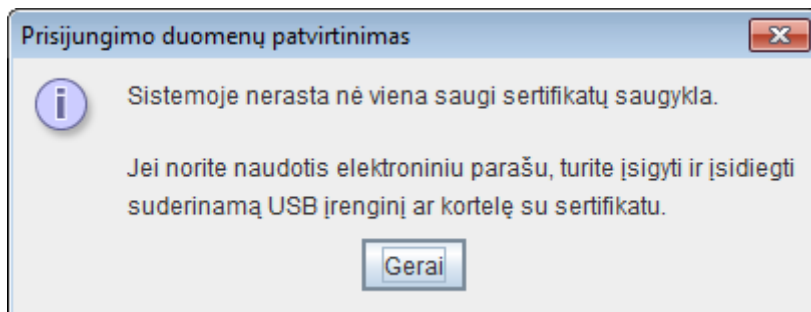 Prisijungimo duomenų patvirtinimas
Sistemoje nerasta nė viena saugi sertifikatų saugykla.
Jei norite naudotis elektroniniu parašu, turite įsigyti ir įsidiegti
suderinamą USB įrenginį ar kortelę su sertifikatu.
Gerai